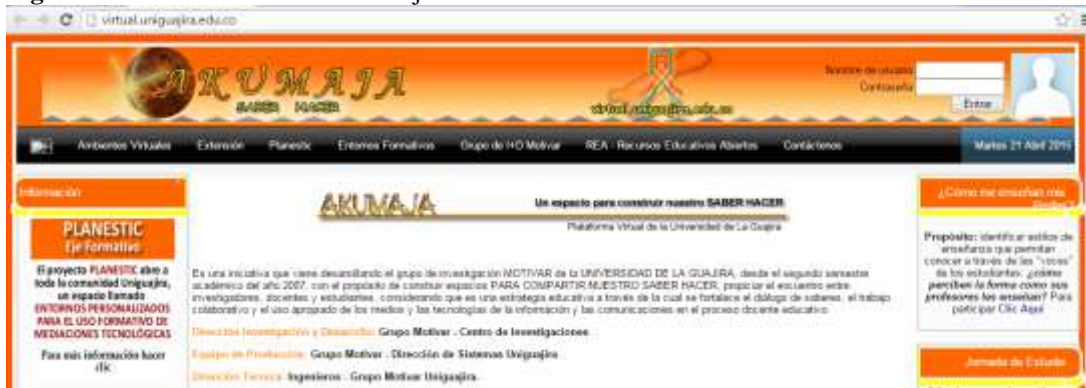 virtual.uniguajira.edu.co
AKUMAJA
SABER HACER
virtual.uniguajira.edu.co
Nombre de usuario
Contraseña
Entrar
Ambientes Virtuales Extensión Planestic Entornos Formativos Grupo de I+D Motivar REA - Recursos Educativos Abiertos Contáctenos Martes 21 Abril 2015
Información
PLANESTIC
Eje Formativo
El proyecto PLANESTIC abre a
toda la comunidad Uniguajira,
un espacio llamado
ENTORNOS PERSONALIZADOS
PARA EL USO FORMATIVO DE
MEDIACIONES TECNOLÓGICAS
Para más información hacer
clic
AKUMAJA
Un espacio para construir nuestro SABER HACER
Plataforma Virtual de la Universidad de La Guajira
Es una iniciativa que viene desarrollando el grupo de investigación MOTIVAR de la UNIVERSIDAD DE LA GUAJIRA, desde el segundo semestre
académico del año 2007, con el propósito de construir espacios PARA COMPARTIR NUESTRO SABER HACER, propiciar el encuentro entre
investigadores, docentes y estudiantes, considerando que es una estrategia educativa a través de la cual se fortalece el diálogo de saberes, el trabajo
colaborativo y el uso apropiado de los medios y las tecnologías de la información y las comunicaciones en el proceso docente educativo.
Dirección Investigación y Desarrollo: Grupo Motivar - Centro de Investigaciones
Equipo de Producción: Grupo Motivar - Dirección de Sistemas Uniguajira
Dirección Técnica: Ingenieros - Grupo Motivar Uniguajira.
¿Cómo me enseñan mis
Propósito: identificar estilos de
enseñanza que permitan
conocer a través de las "voces"
de los estudiantes: ¿cómo
perciben la forma como sus
profesores les enseñan? Para
participar Clic Aquí
Jornada de Estudio